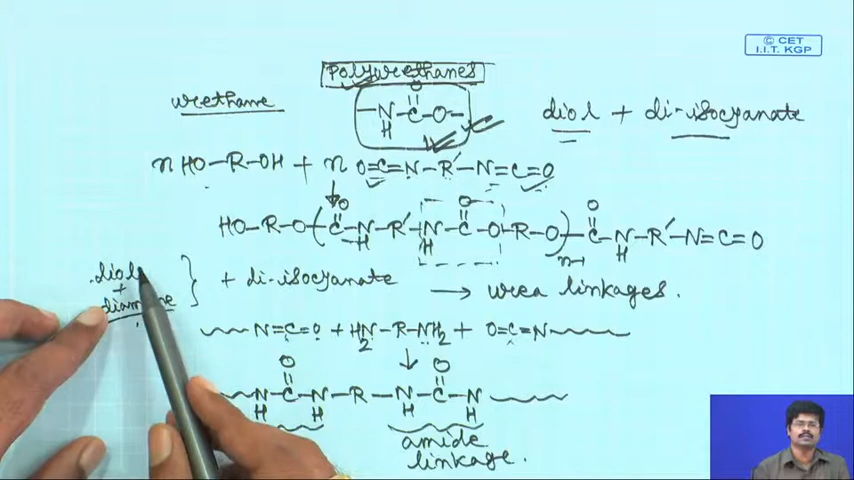 © CET
I.I.T. KGP
Polyurethanes
urethane
-N-C-O-
O
H
diol + di-isocyanate
n HO-R-OH + n O=C=N-R'-N=C=O
O O O
HO-R-O-(C-N-R'-N-C-O-R-O)n-1-C-N-R'-N=C=O
H H H
diol
+
diamine
+ di-isocyanate → urea linkages.
N=C=O + H2N-R-NH2 + O=C=N
O O
N-C-N-R-N-C-N
H H H H
amide
linkage.